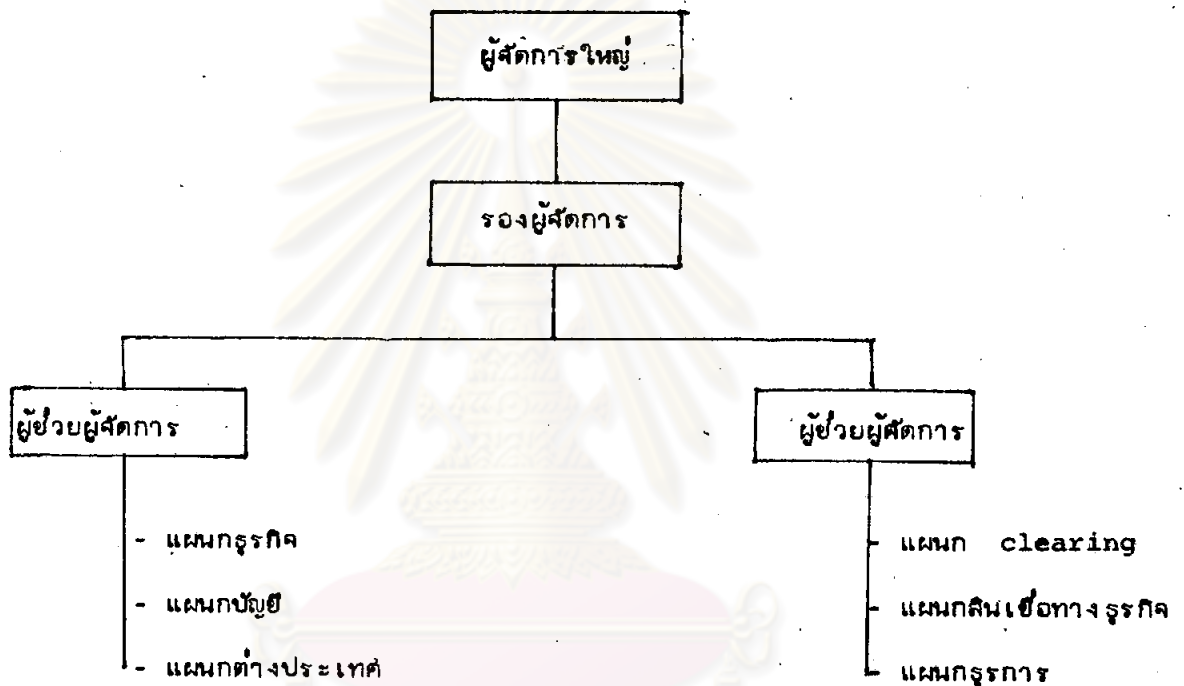 ผู้จัดการใหญ่
รองผู้จัดการ
ผู้ช่วยผู้จัดการ
- แผนกธุรกิจ
- แผนกบัญชี
- แผนกต่างประเทศ
ผู้ช่วยผู้จัดการ
- แผนก clearing
- แผนกสินเชื่อทางธุรกิจ
- แผนกธุรการ